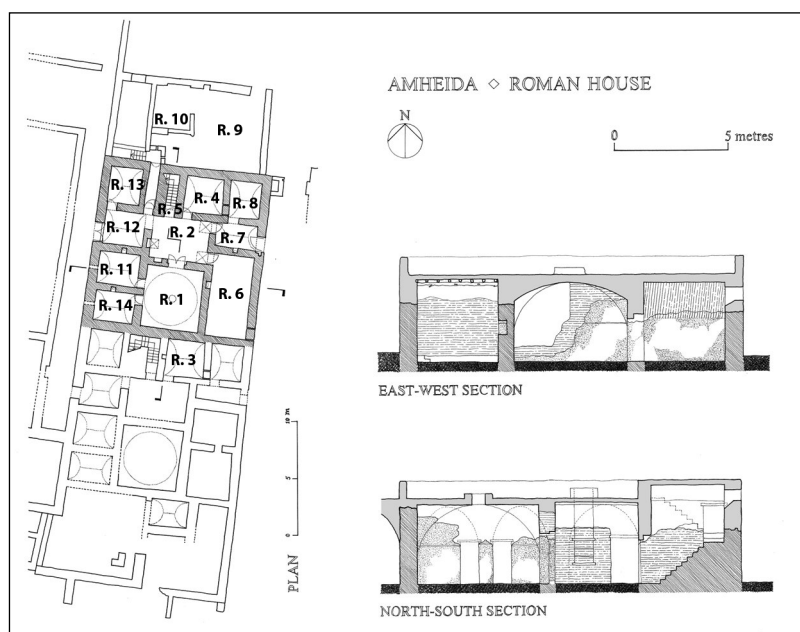 AMHEIDA ◇ ROMAN HOUSE
N
0 5 metres
R. 10
R. 9
R. 13
R. 4
R. 8
R. 5
R. 12
R. 2
R. 7
R. 11
R. 1
R. 6
R. 14
R. 3
10 m
5
0
PLAN
EAST-WEST SECTION
NORTH-SOUTH SECTION